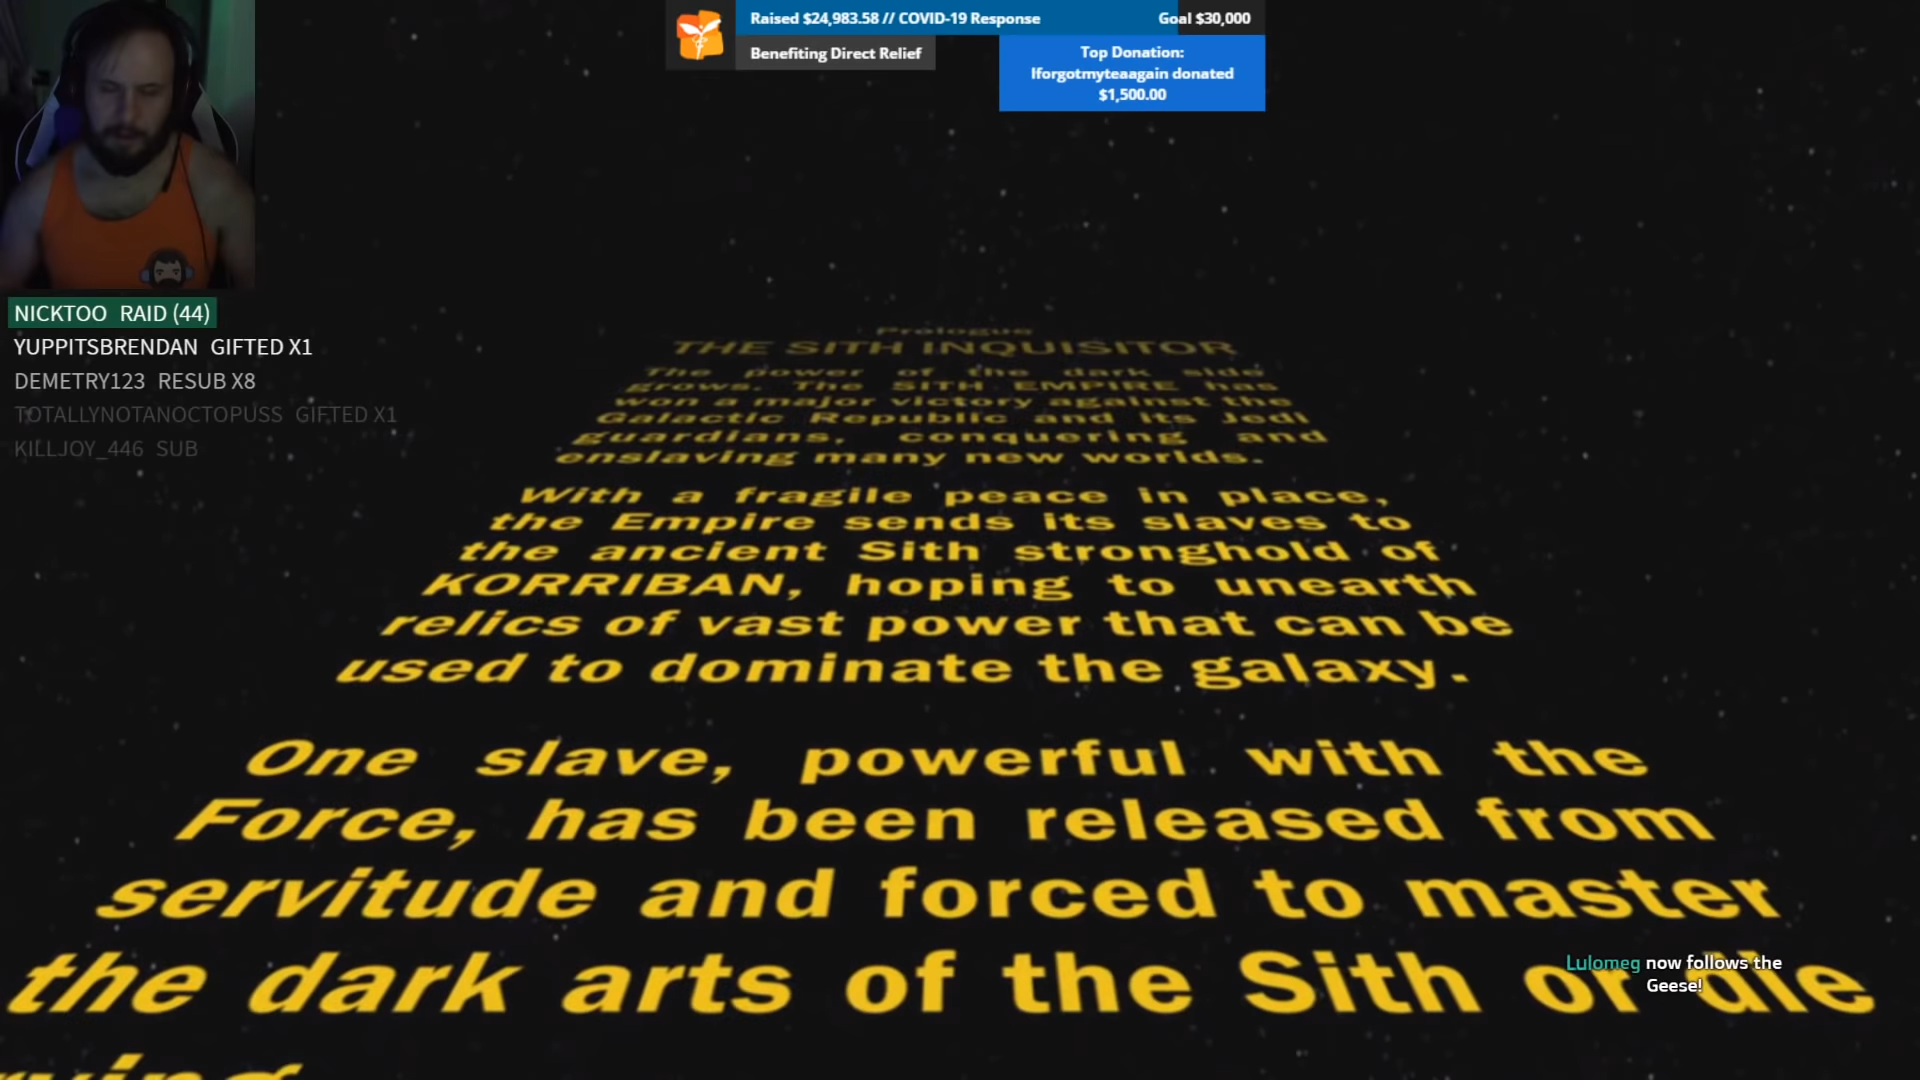 Raised $24,983.58 // COVID-19 Response Goal $30,000
Benefiting Direct Relief
Top Donation:
Iforgotmyteaagain donated
$1,500.00
NICKTOO RAID (44)
YUPPITSBRENDAN GIFTED X1
DEMETRY123 RESUB X8
TOTALLYNOTANOCTOPUSS GIFTED X1
KILLJOY_446 SUB
Prologue
THE SITH INQUISITOR
The power of the dark side
grows. The SITH EMPIRE has
won a major victory against the
Galactic Republic and its Jedi
guardians, conquering and
enslaving many new worlds.
With a fragile peace in place,
the Empire sends its slaves to
the ancient Sith stronghold of
KORRIBAN, hoping to unearth
relics of vast power that can be
used to dominate the galaxy.
One slave, powerful with the
Force, has been released from
servitude and forced to master
the dark arts of the Sith or die
Lulomeg now follows the
Geese!